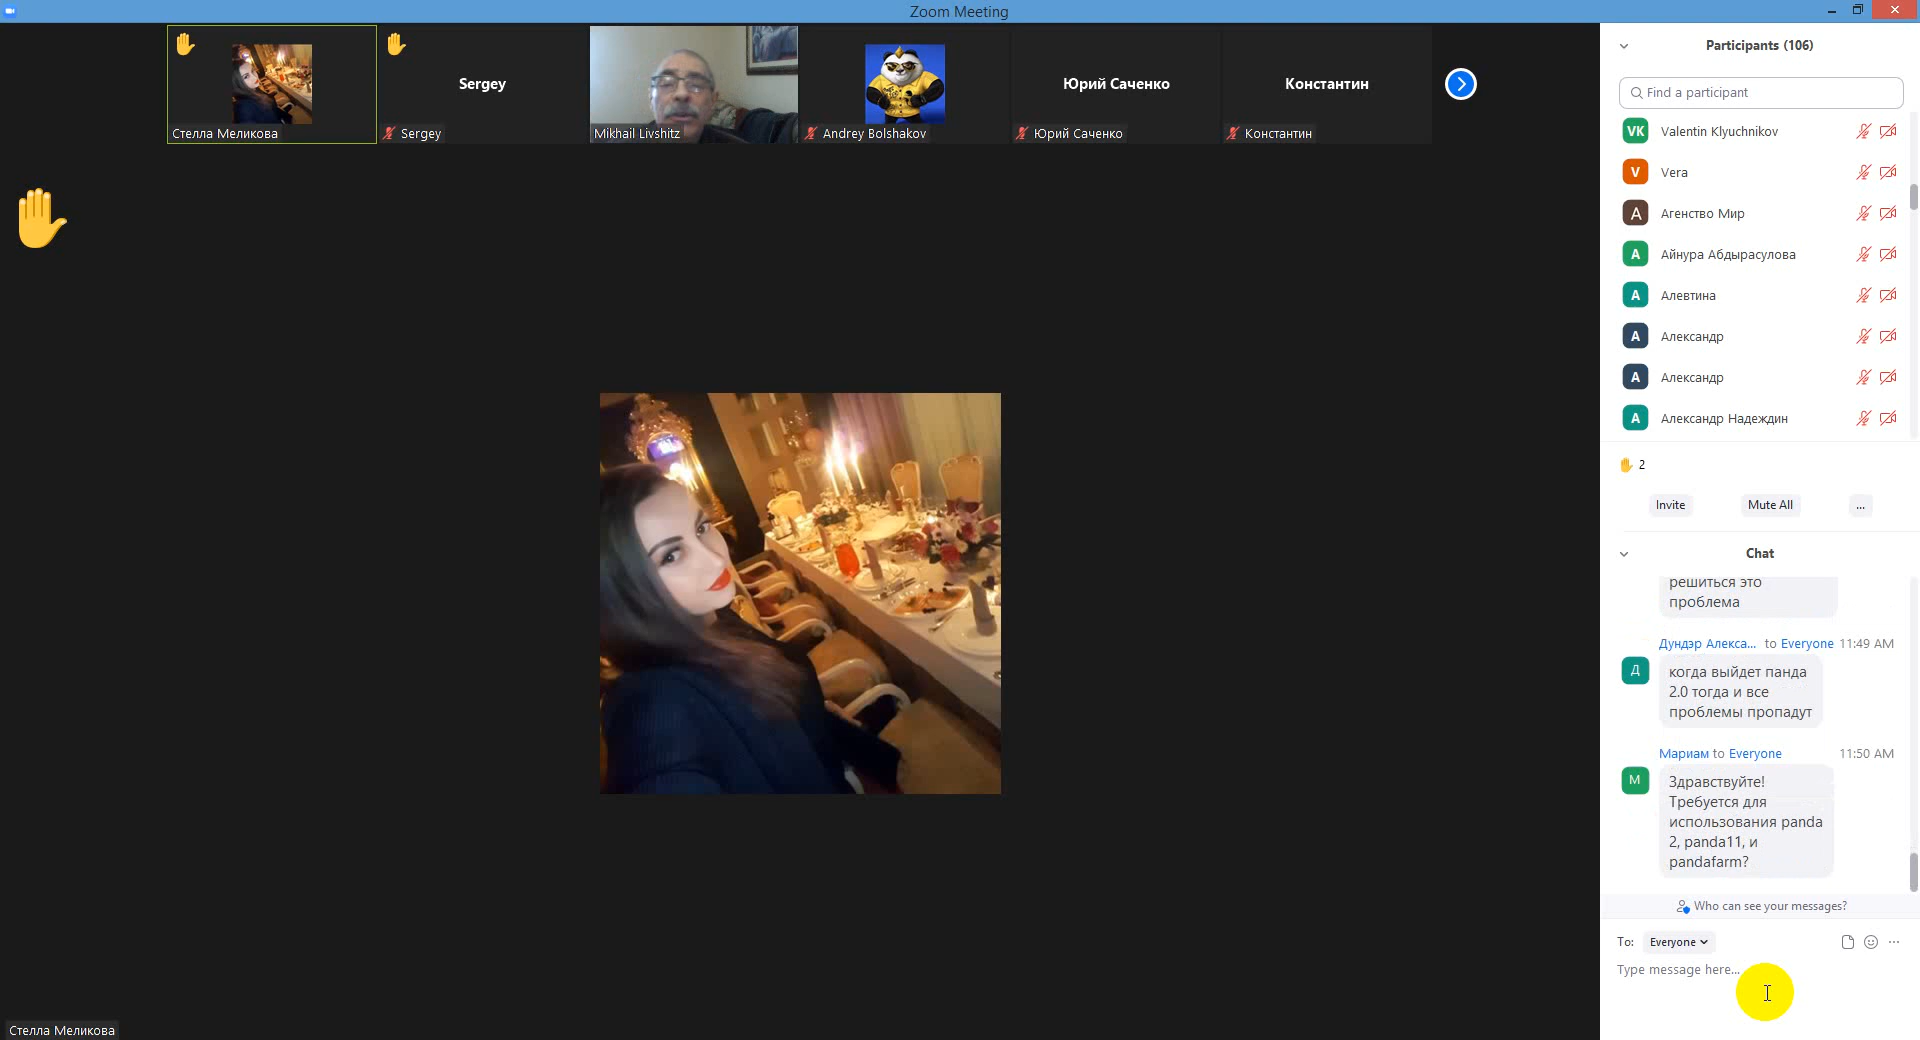 Zoom Meeting
Стелла Меликова
Sergey
Sergey
Mikhail Livshitz
Andrey Bolshakov
Юрий Саченко
Юрий Саченко
Константин
Константин
Стелла Меликова
Participants (106)
Find a participant
VK Valentin Klyuchnikov
V Vera
А Агенство Мир
А Айнура Абдырасулова
А Алевтина
А Александр
А Александр
А Александр Надеждин
2
Invite
Mute All
...
Chat
решиться это
проблема
Дундэр Алекса... to Everyone 11:49 AM
Д
когда выйдет панда
2.0 тогда и все
проблемы пропадут
Мариам to Everyone 11:50 AM
М
Здравствуйте!
Требуется для
использования panda
2, panda11, и
pandafarm?
Who can see your messages?
To: Everyone
Type message here...